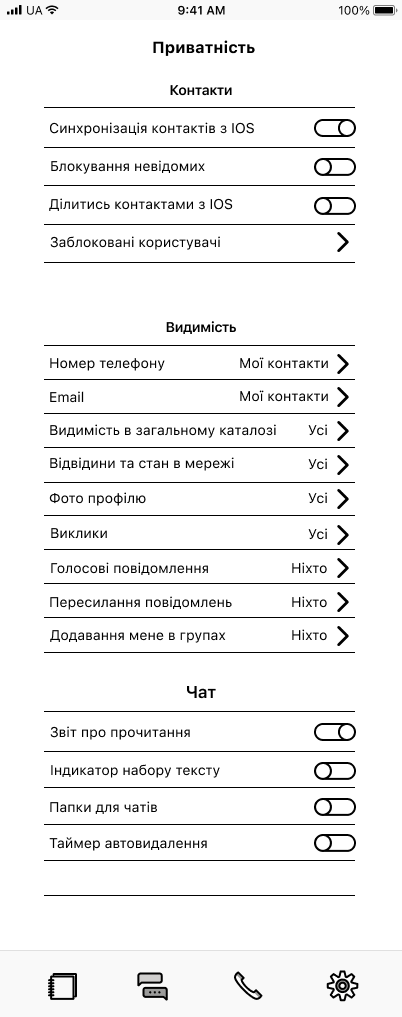 UA 9:41 AM 100%
Приватність
Контакти
Синхронізація контактів з IOS
Блокування невідомих
Ділитись контактами з IOS
Заблоковані користувачі
Видимість
Номер телефону Мої контакти
Email Мої контакти
Видимість в загальному каталозі Усі
Відвідини та стан в мережі Усі
Фото профілю Усі
Виклики Усі
Голосові повідомлення Ніхто
Пересилання повідомлень Ніхто
Додавання мене в групах Ніхто
Чат
Звіт про прочитання
Індикатор набору тексту
Папки для чатів
Таймер автовидалення